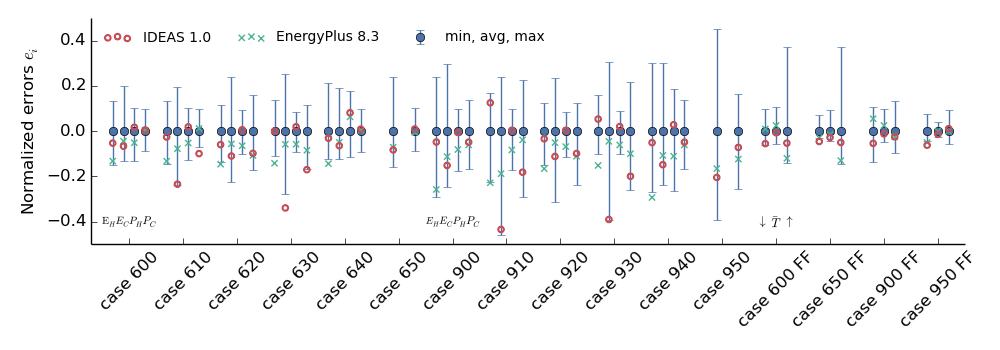 IDEAS 1.0 EnergyPlus 8.3 min, avg, max
Normalized errors e_i
0.4
0.2
0.0
−0.2
−0.4
E_H E_C P_H P_C E_H E_C P_H P_C ↓ T̄ ↑
case 600 case 610 case 620 case 630 case 640 case 650 case 900 case 910 case 920 case 930 case 940 case 950 case 600 FF case 650 FF case 900 FF case 950 FF